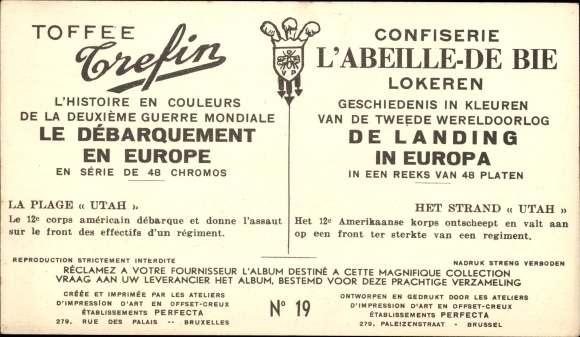 TOFFEE
Trefin
L'HISTOIRE EN COULEURS
DE LA DEUXIÈME GUERRE MONDIALE
LE DÉBARQUEMENT
EN EUROPE
EN SÉRIE DE 48 CHROMOS
LA PLAGE « UTAH »
Le 12e corps américain débarque et donne l'assaut
sur le front des effectifs d'un régiment.
V P
CONFISERIE
L'ABEILLE-DE BIE
LOKEREN
GESCHIEDENIS IN KLEUREN
VAN DE TWEEDE WERELDOORLOG
DE LANDING
IN EUROPA
IN EEN REEKS VAN 48 PLATEN
HET STRAND « UTAH »
Het 12e Amerikaanse korps ontscheept en valt aan
op een front ter sterkte van een regiment.
REPRODUCTION STRICTEMENT INTERDITE
NADRUK STRENG VERBODEN
RÉCLAMEZ A VOTRE FOURNISSEUR L'ALBUM DESTINÉ A CETTE MAGNIFIQUE COLLECTION
VRAAG AAN UW LEVERANCIER HET ALBUM, BESTEMD VOOR DEZE PRACHTIGE VERZAMELING
CRÉÉE ET IMPRIMÉE PAR LES ATELIERS
D'IMPRESSION D'ART EN OFFSET-CREUX
ÉTABLISSEMENTS PERFECTA
279, RUE DES PALAIS -- BRUXELLES
No 19
ONTWORPEN EN GEDRUKT DOOR LES ATELIERS
D'IMPRESSION D'ART EN OFFSET-CREUX
ÉTABLISSEMENTS PERFECTA
279, PALEIZENSTRAAT - BRUSSEL